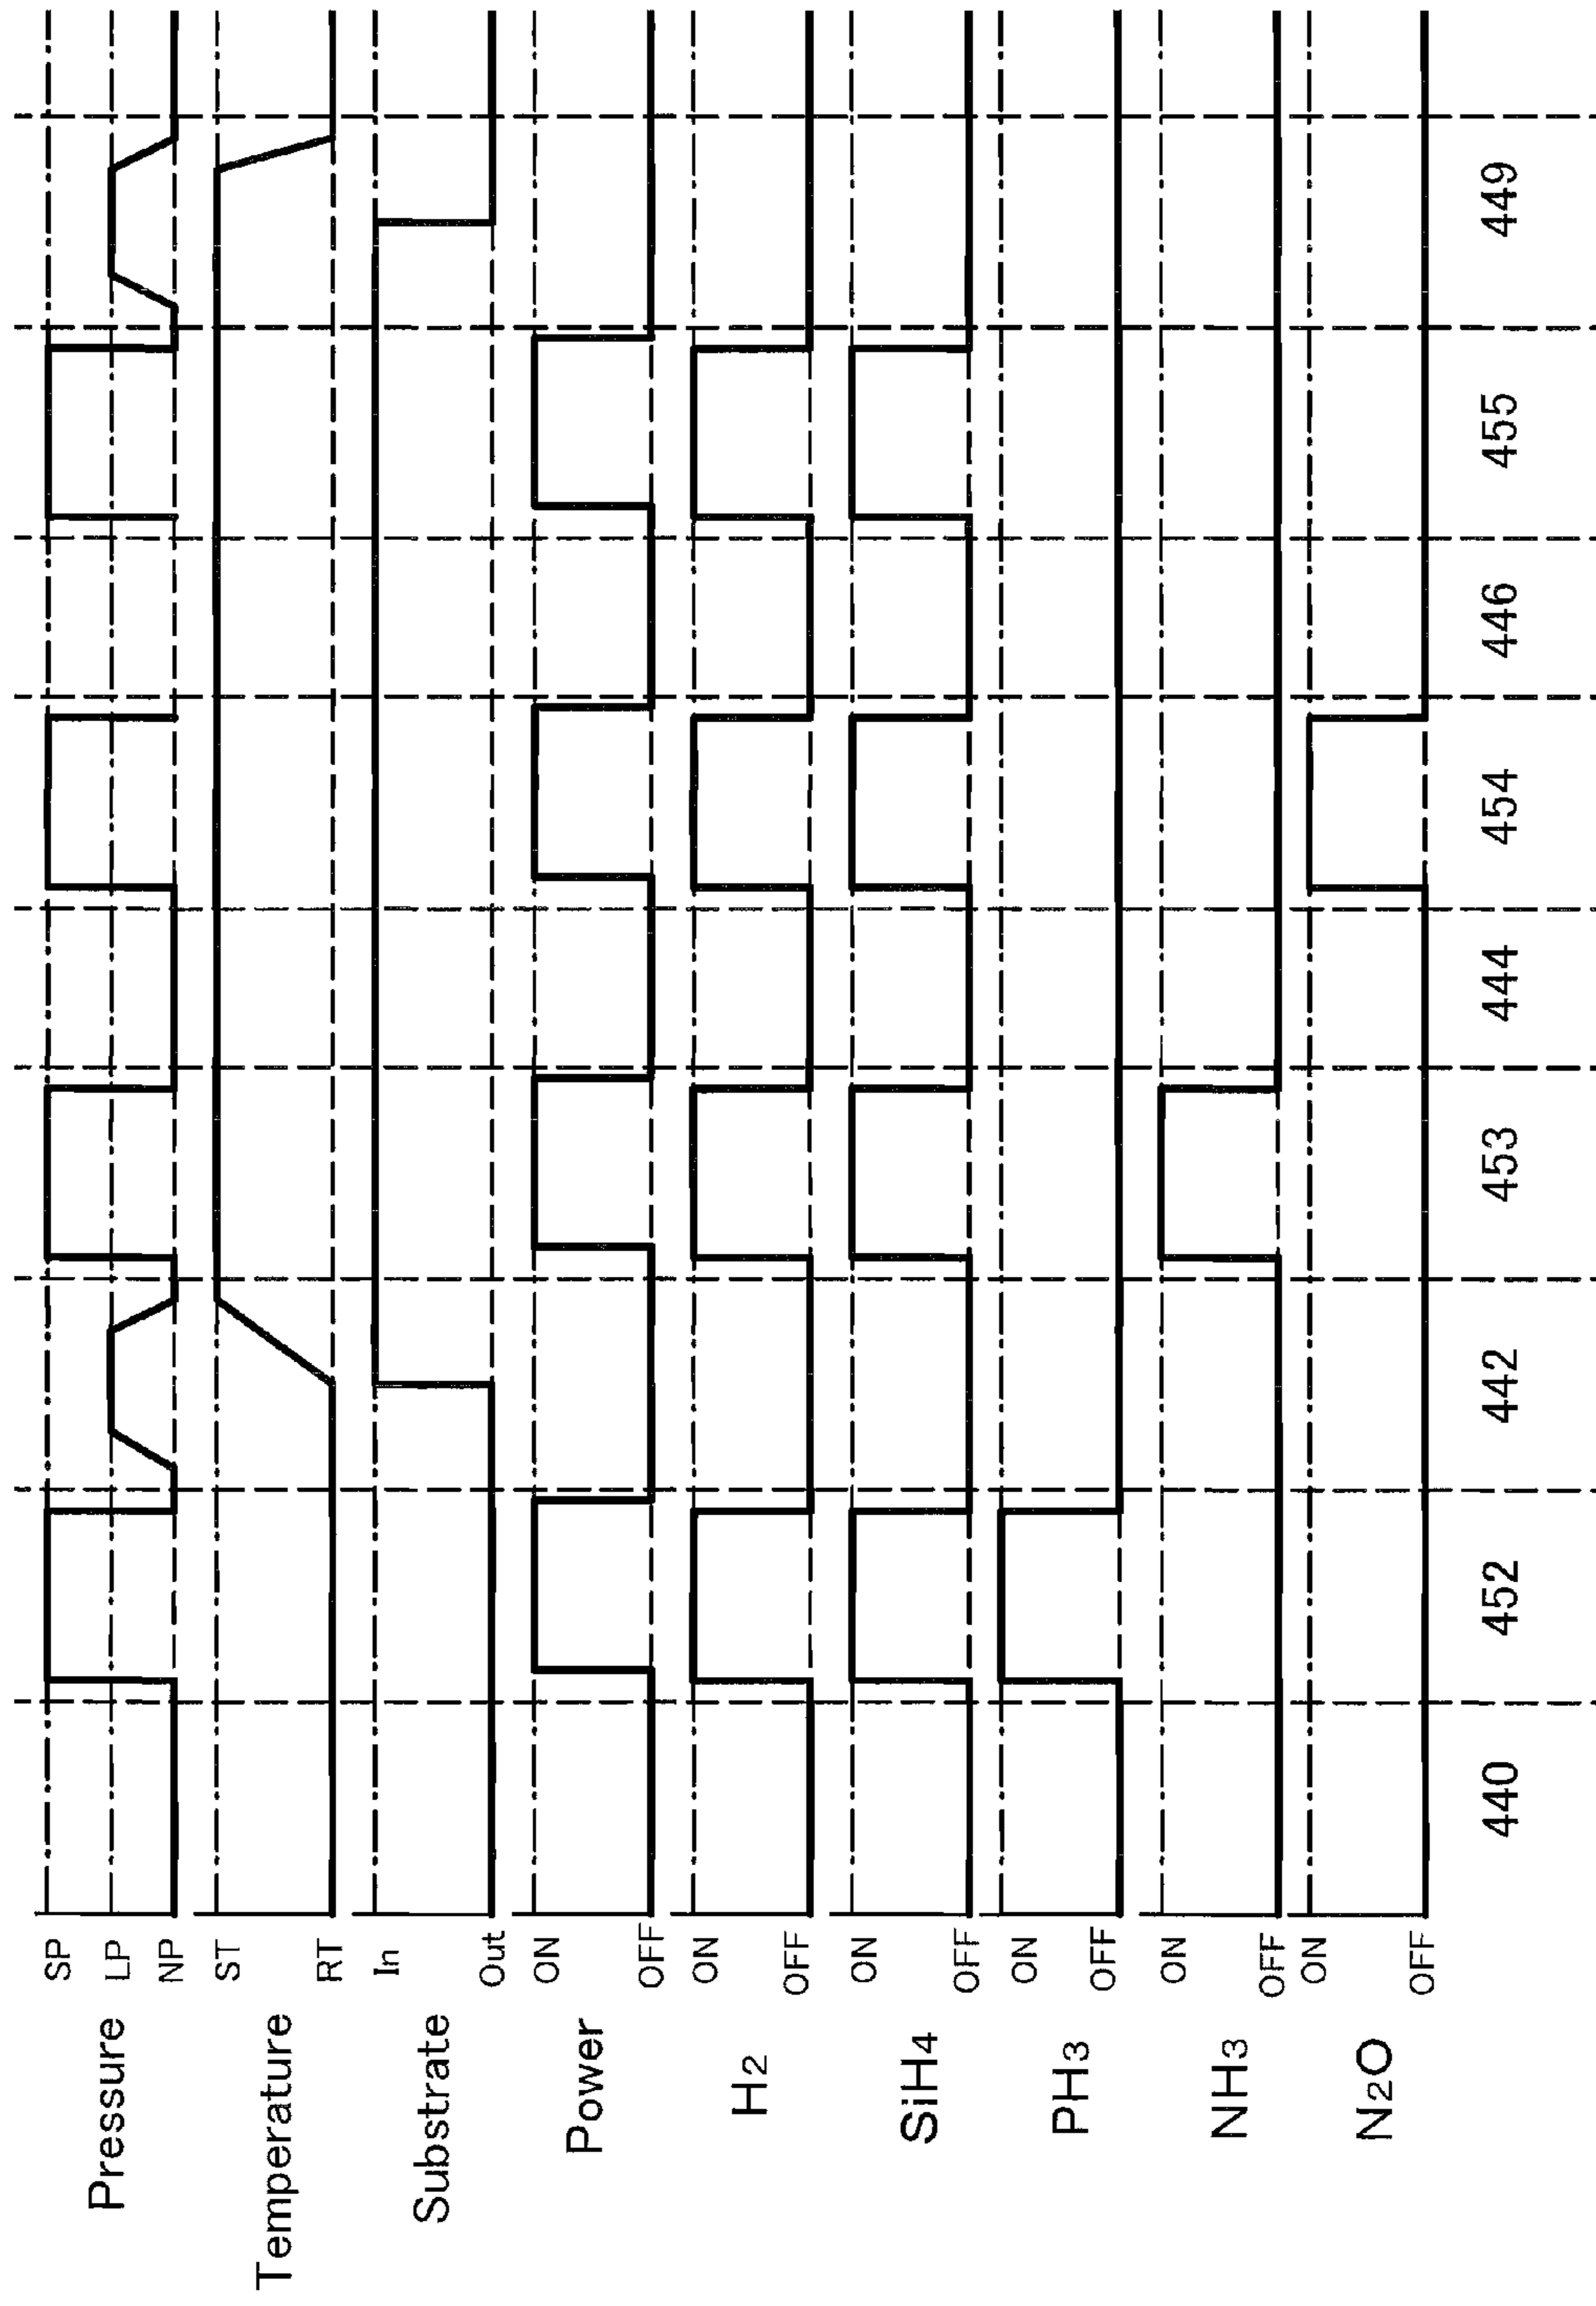 Pressure SP
LP
NP
Temperature ST
RT
Substrate In
Out
Power ON
OFF
H2 ON
OFF
SiH4 ON
OFF
PH3 ON
OFF
NH3 ON
OFF
N2O ON
OFF
440 452 442 453 444 454 446 455 449